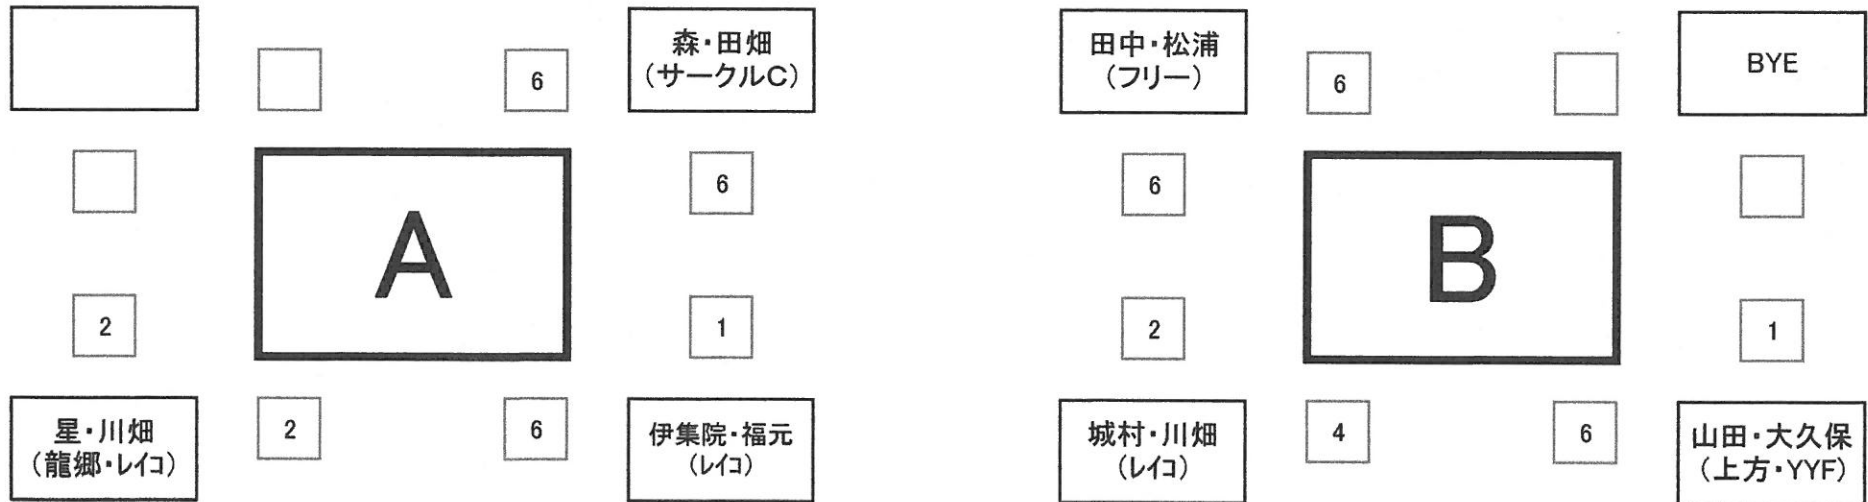 森・田畑
(サークルC)
6
6
A
2
1
星・川畑
(龍郷・レイコ)
2
6
伊集院・福元
(レイコ)
田中・松浦
(フリー)
6
BYE
6
B
2
1
城村・川畑
(レイコ)
4
6
山田・大久保
(上方・YYF)